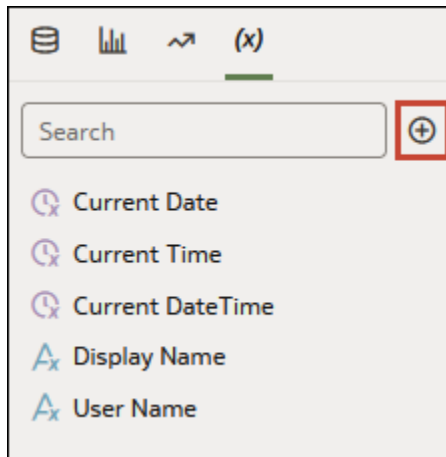 (x)
Search
Current Date
Current Time
Current DateTime
Display Name
User Name